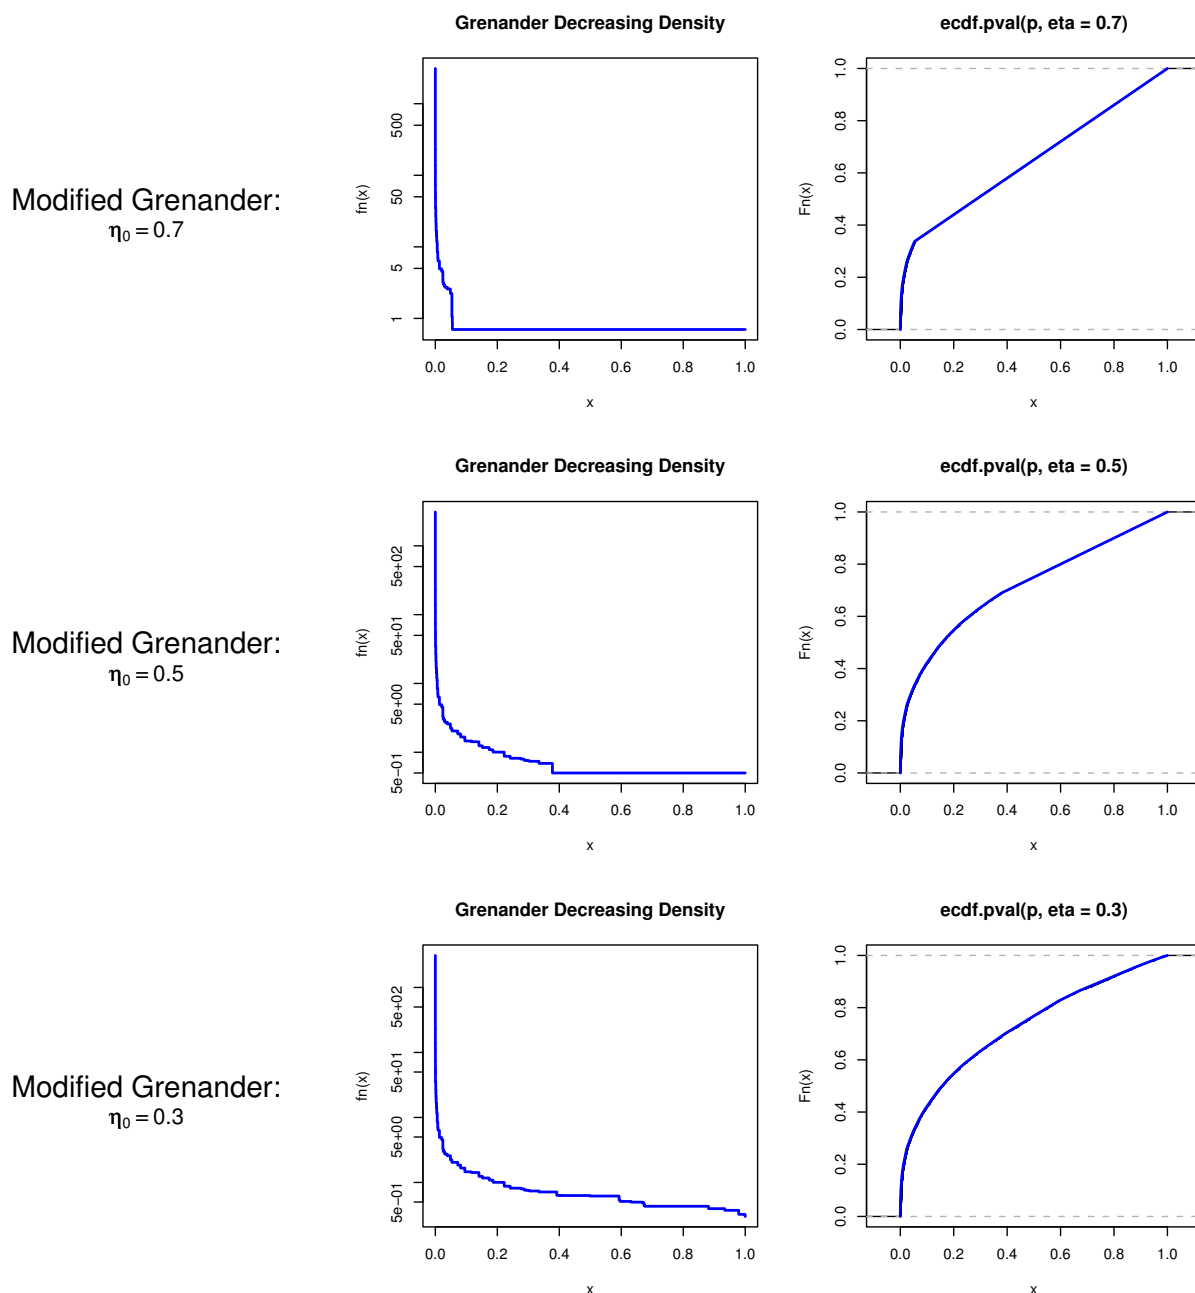 Grenander Decreasing Density
ecdf.pval(p, eta = 0.7)
Modified Grenander:
η₀ = 0.7
fn(x)
500
50
5
1
0.0 0.2 0.4 0.6 0.8 1.0
x
Fn(x)
1.0
0.8
0.6
0.4
0.2
0.0
0.0 0.2 0.4 0.6 0.8 1.0
x
Grenander Decreasing Density
ecdf.pval(p, eta = 0.5)
Modified Grenander:
η₀ = 0.5
fn(x)
5e+02
5e+01
5e+00
5e−01
0.0 0.2 0.4 0.6 0.8 1.0
x
Fn(x)
1.0
0.8
0.6
0.4
0.2
0.0
0.0 0.2 0.4 0.6 0.8 1.0
x
Grenander Decreasing Density
ecdf.pval(p, eta = 0.3)
Modified Grenander:
η₀ = 0.3
fn(x)
5e+02
5e+01
5e+00
5e−01
0.0 0.2 0.4 0.6 0.8 1.0
x
Fn(x)
1.0
0.8
0.6
0.4
0.2
0.0
0.0 0.2 0.4 0.6 0.8 1.0
x